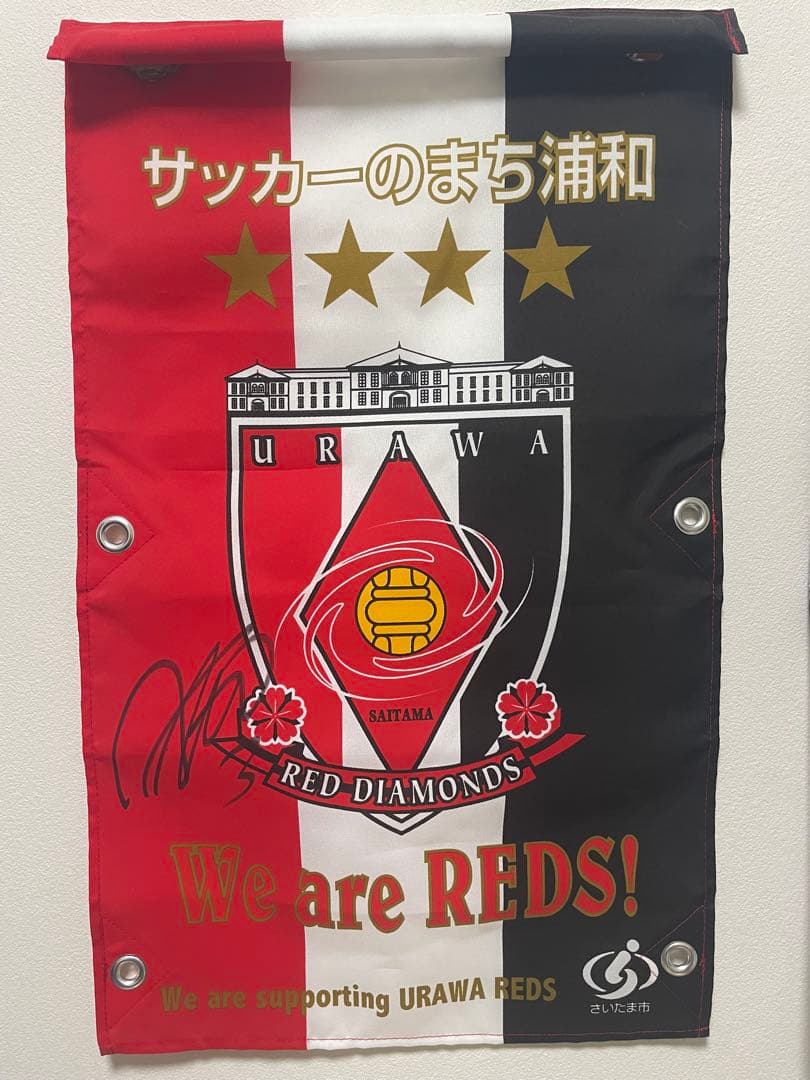 サッカーのまち浦和
URAWA
SAITAMA
RED DIAMONDS
We are REDS!
We are supporting URAWA REDS
さいたま市